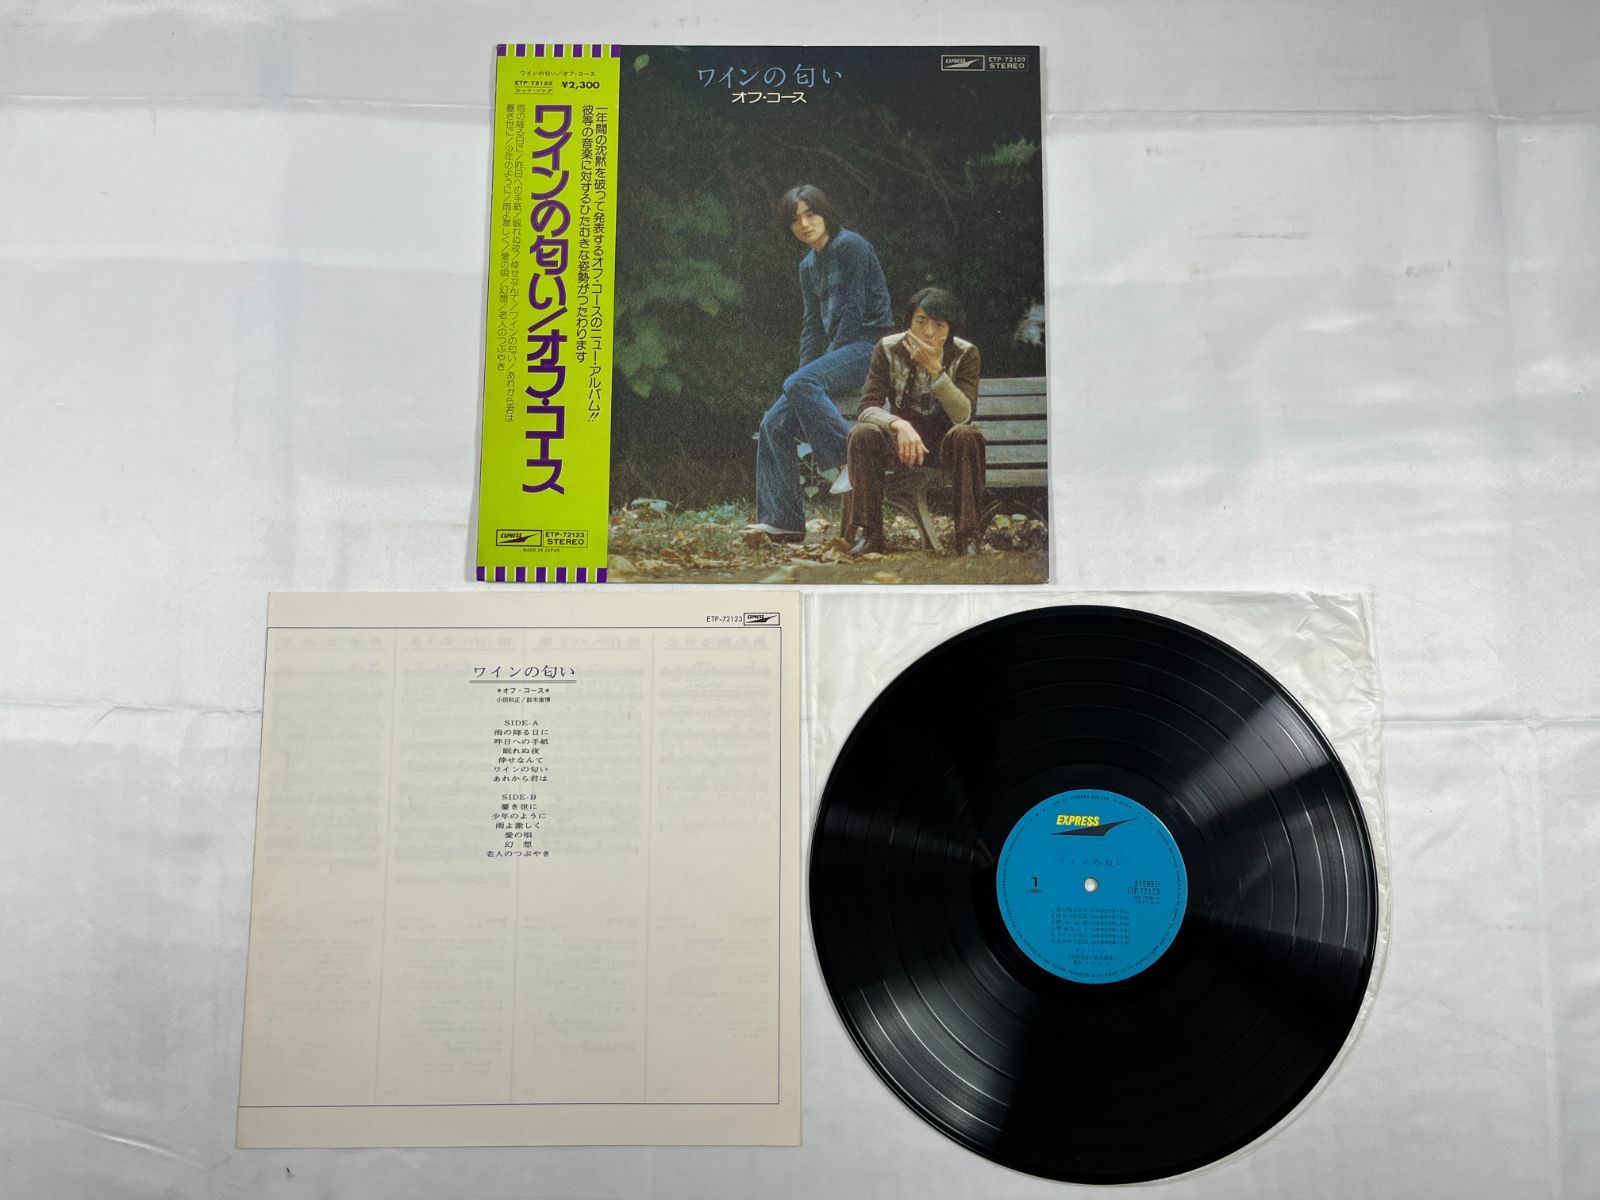 ワインの匂い/オフ・コース
ETP-72123
ヒット・ソング
¥2,300
一年間の沈黙を破って発表するオフ・コースのニュー・アルバム!!
彼等の音楽に対するひたむきな姿勢がつたわります
ワインの匂い/オフ・コース
雨の降る日に/昨日への手紙/眠れぬ夜/倖せなんて/ワインの匂い/あれから君は
憂き世に/少年のように/雨よ激しく/愛の唄/幻想/老人のつぶやき
EXPRESS
ETP-72123
STEREO
MADE IN JAPAN
ワインの匂い
オフ・コース
EXPRESS
ETP-72123
STEREO
ETP-72123 EXPRESS
ワインの匂い
*オフ・コース*
小田和正/鈴木康博
SIDE-A
雨の降る日に
昨日への手紙
眠れぬ夜
倖せなんて
ワインの匂い
あれから君は
SIDE-B
憂き世に
少年のように
雨よ激しく
愛の唄
幻想
老人のつぶやき
EXPRESS
ワインの匂い
1
STEREO
ETP-72123